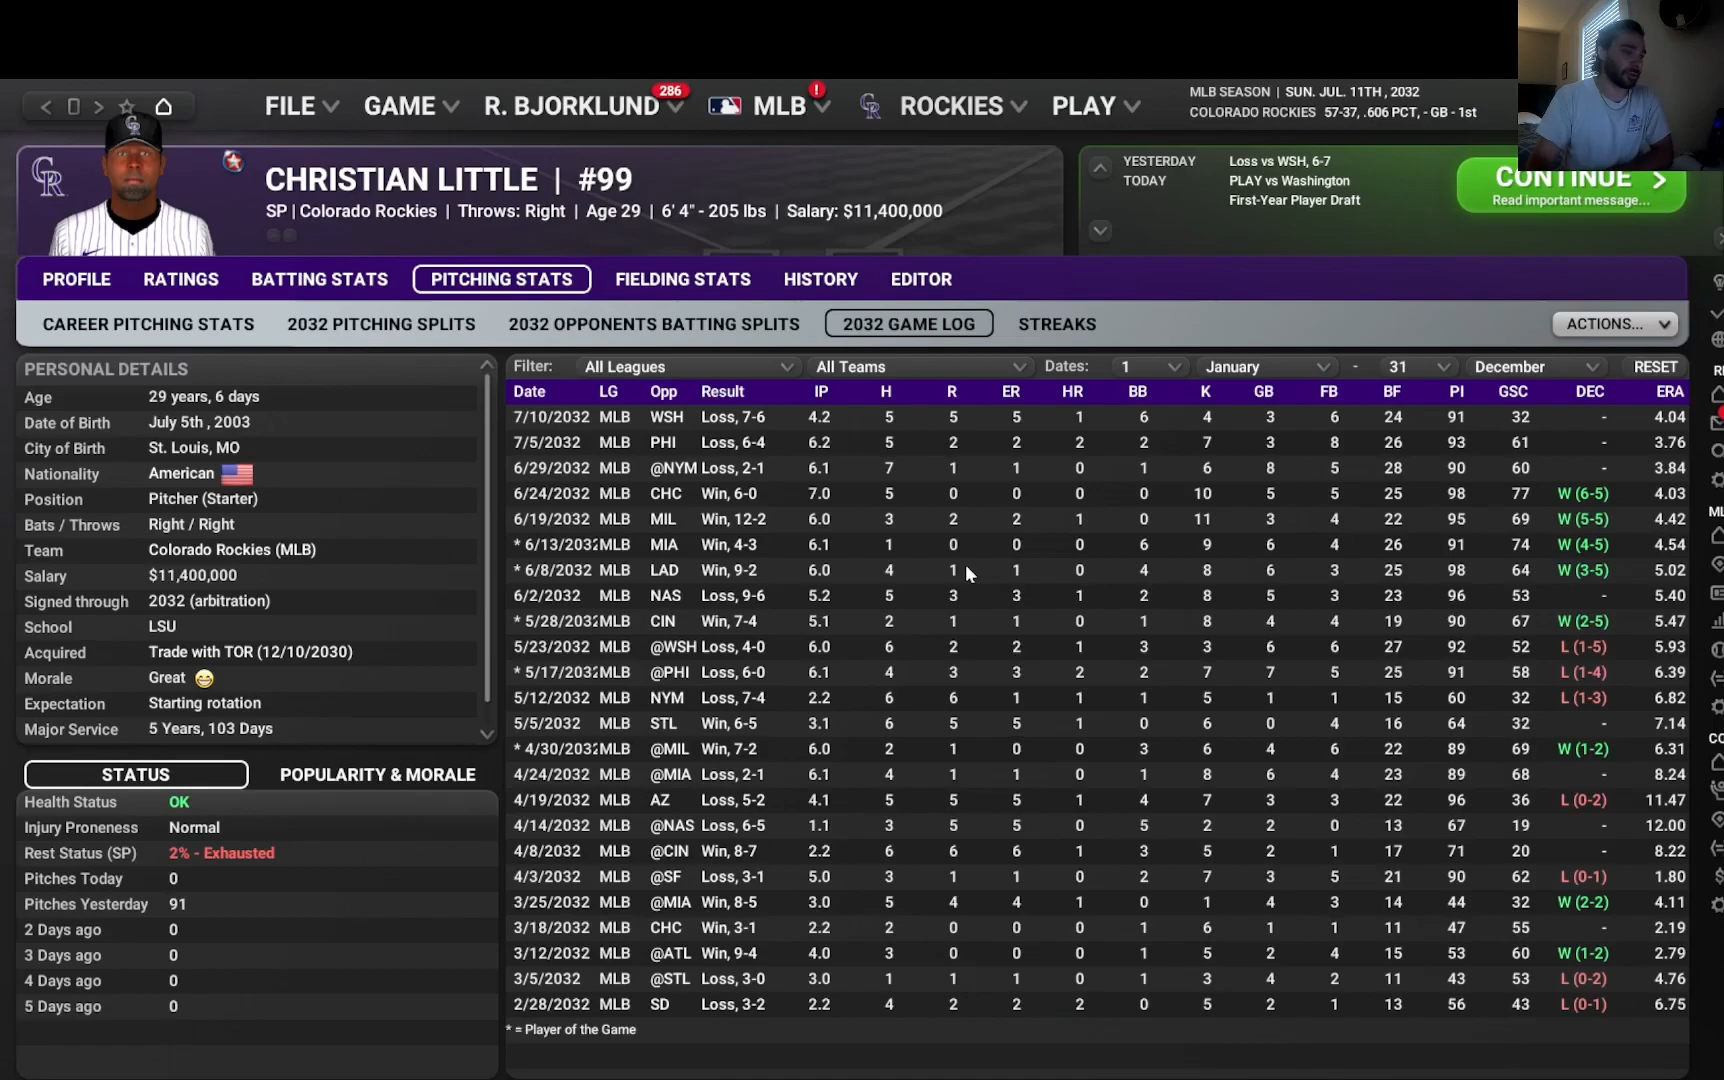 FILE GAME R. BJORKLUND 286 MLB ! ROCKIES PLAY
MLB SEASON | SUN. JUL. 11TH , 2032
COLORADO ROCKIES 57-37, .606 PCT, - GB - 1st
CHRISTIAN LITTLE | #99
SP | Colorado Rockies | Throws: Right | Age 29 | 6' 4" - 205 lbs | Salary: $11,400,000
YESTERDAY Loss vs WSH, 6-7
TODAY PLAY vs Washington
First-Year Player Draft
CONTINUE >
Read important message...
PROFILE RATINGS BATTING STATS PITCHING STATS FIELDING STATS HISTORY EDITOR
CAREER PITCHING STATS 2032 PITCHING SPLITS 2032 OPPONENTS BATTING SPLITS 2032 GAME LOG STREAKS ACTIONS...
PERSONAL DETAILS
Age 29 years, 6 days
Date of Birth July 5th , 2003
City of Birth St. Louis, MO
Nationality American
Position Pitcher (Starter)
Bats / Throws Right / Right
Team Colorado Rockies (MLB)
Salary $11,400,000
Signed through 2032 (arbitration)
School LSU
Acquired Trade with TOR (12/10/2030)
Morale Great
Expectation Starting rotation
Major Service 5 Years, 103 Days
STATUS POPULARITY & MORALE
Health Status OK
Injury Proneness Normal
Rest Status (SP) 2% - Exhausted
Pitches Today 0
Pitches Yesterday 91
2 Days ago 0
3 Days ago 0
4 Days ago 0
5 Days ago 0
Filter: All Leagues All Teams Dates: 1 January - 31 December RESET
Date LG Opp Result IP H R ER HR BB K GB FB BF PI GSC DEC ERA
7/10/2032 MLB WSH Loss, 7-6 4.2 5 5 5 1 6 4 3 6 24 91 32 - 4.04
7/5/2032 MLB PHI Loss, 6-4 6.2 5 2 2 2 2 7 3 8 26 93 61 - 3.76
6/29/2032 MLB @NYM Loss, 2-1 6.1 7 1 1 0 1 6 8 5 28 90 60 - 3.84
6/24/2032 MLB CHC Win, 6-0 7.0 5 0 0 0 0 10 5 5 25 98 77 W (6-5) 4.03
6/19/2032 MLB MIL Win, 12-2 6.0 3 2 2 1 0 11 3 4 22 95 69 W (5-5) 4.42
* 6/13/2032 MLB MIA Win, 4-3 6.1 1 0 0 0 6 9 6 4 26 91 74 W (4-5) 4.54
* 6/8/2032 MLB LAD Win, 9-2 6.0 4 1 1 0 4 8 6 3 25 98 64 W (3-5) 5.02
6/2/2032 MLB NAS Loss, 9-6 5.2 5 3 3 1 2 8 5 3 23 96 53 - 5.40
* 5/28/2032 MLB CIN Win, 7-4 5.1 2 1 1 0 1 8 4 4 19 90 67 W (2-5) 5.47
5/23/2032 MLB @WSH Loss, 4-0 6.0 6 2 2 1 3 3 6 6 27 92 52 L (1-5) 5.93
* 5/17/2032 MLB @PHI Loss, 6-0 6.1 4 3 3 2 2 7 7 5 25 91 58 L (1-4) 6.39
5/12/2032 MLB NYM Loss, 7-4 2.2 6 6 1 1 1 5 1 1 15 60 32 L (1-3) 6.82
5/5/2032 MLB STL Win, 6-5 3.1 6 5 5 1 0 6 0 4 16 64 32 - 7.14
* 4/30/2032 MLB @MIL Win, 7-2 6.0 2 1 0 0 3 6 4 6 22 89 69 W (1-2) 6.31
4/24/2032 MLB @MIA Loss, 2-1 6.1 4 1 1 0 1 8 6 4 23 89 68 - 8.24
4/19/2032 MLB AZ Loss, 5-2 4.1 5 5 5 1 4 7 3 3 22 96 36 L (0-2) 11.47
4/14/2032 MLB @NAS Loss, 6-5 1.1 3 5 5 0 5 2 2 0 13 67 19 - 12.00
4/8/2032 MLB @CIN Win, 8-7 2.2 6 6 6 1 3 5 2 1 17 71 20 - 8.22
4/3/2032 MLB @SF Loss, 3-1 5.0 3 1 1 0 2 7 3 5 21 90 62 L (0-1) 1.80
3/25/2032 MLB @MIA Win, 8-5 3.0 5 4 4 1 0 1 4 3 14 44 32 W (2-2) 4.11
3/18/2032 MLB CHC Win, 3-1 2.2 2 0 0 0 1 6 1 1 11 47 55 - 2.19
3/12/2032 MLB @ATL Win, 9-4 4.0 3 0 0 0 1 5 2 4 15 53 60 W (1-2) 2.79
3/5/2032 MLB @STL Loss, 3-0 3.0 1 1 1 0 1 3 4 2 11 43 53 L (0-2) 4.76
2/28/2032 MLB SD Loss, 3-2 2.2 4 2 2 2 0 5 2 1 13 56 43 L (0-1) 6.75
* = Player of the Game